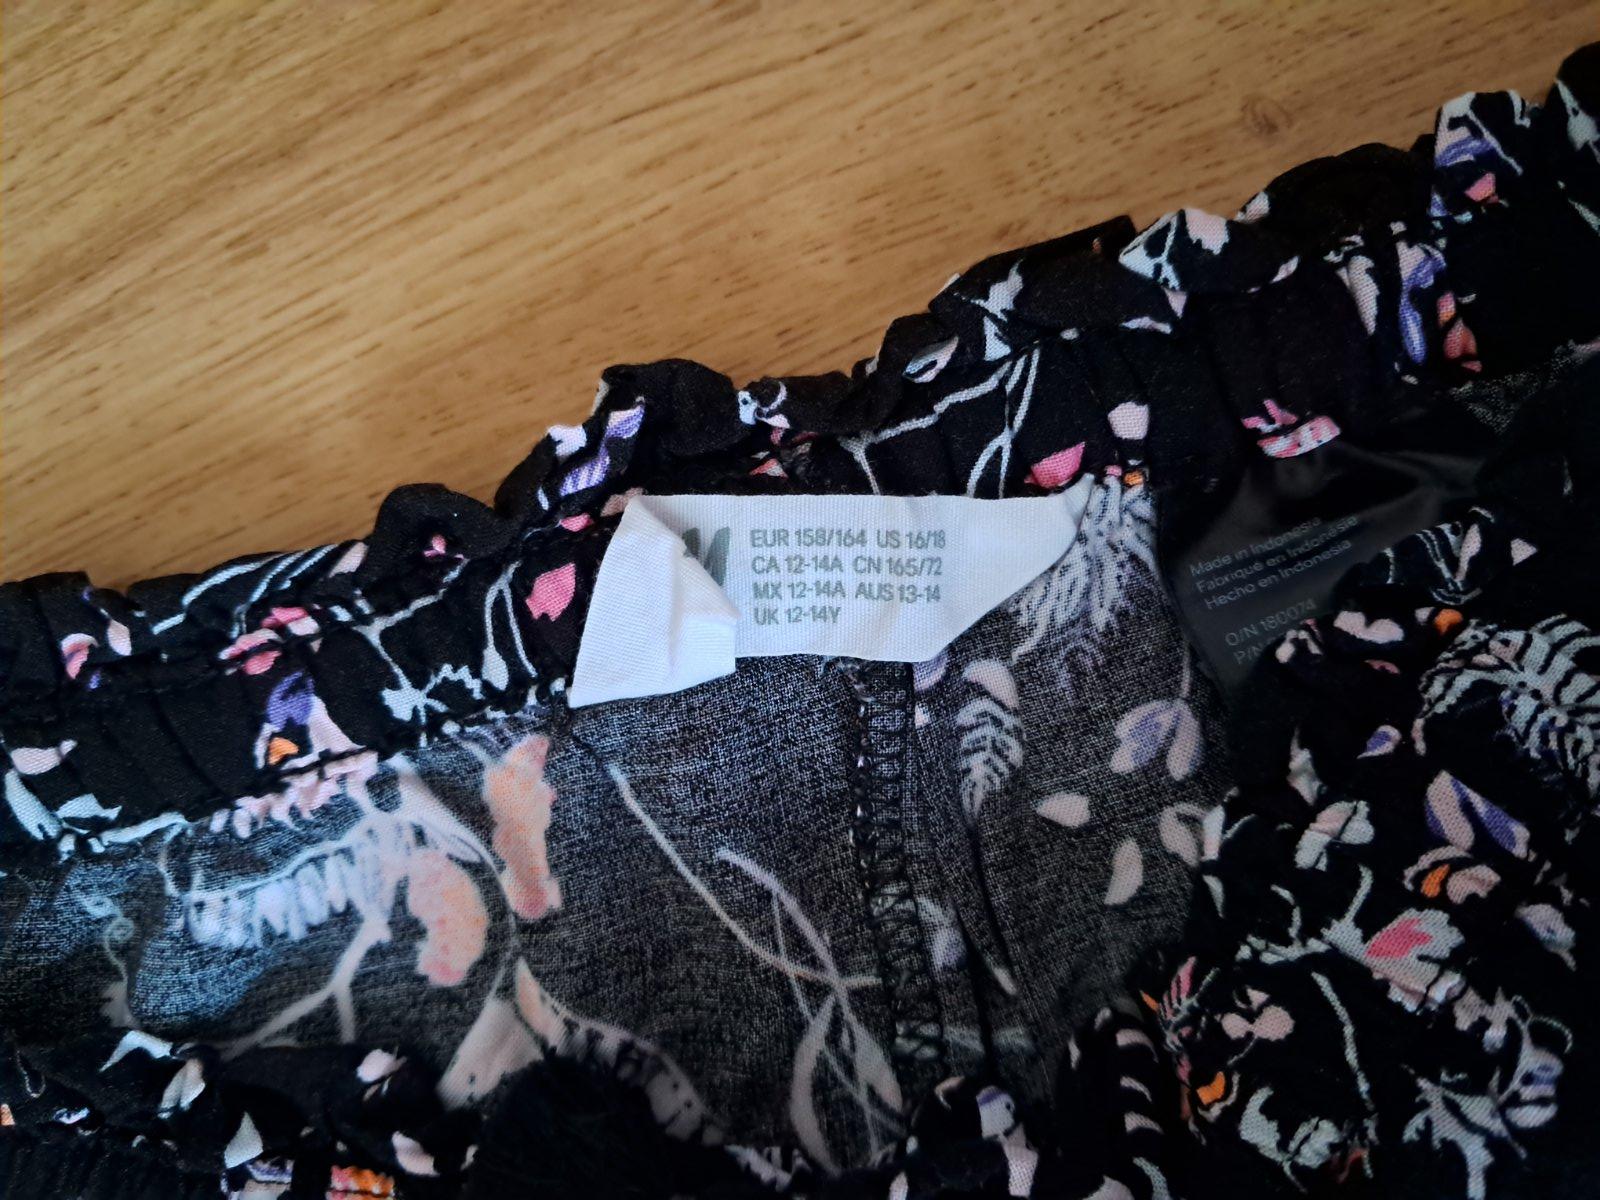 M
EUR 158/164 US 16/18
CA 12-14A CN 165/72
MX 12-14A AUS 13-14
UK 12-14Y
Made in Indonesia
Fabriqué en Indonésie
Hecho en Indonesia
O/N 180074
P/N